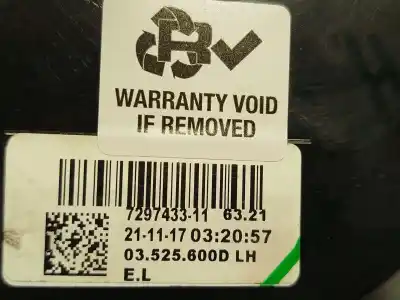 WARRANTY VOID
IF REMOVED
7297433-11 63.21
21-11-17 03:20:57
03.525.600D LH
E.L